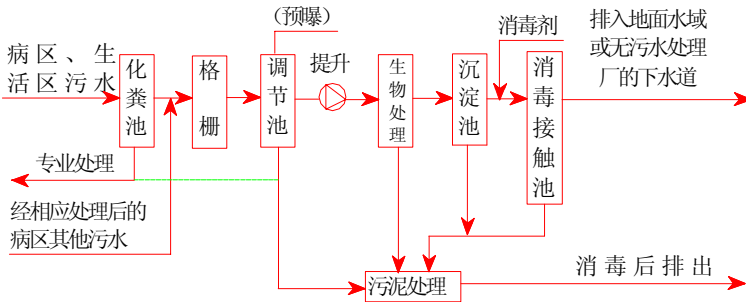 (预曝)
消毒剂
排入地面水域
或无污水处理
厂的下水道
病区、生
活区污水
化粪池
格栅
调节池
提升
生物处理
沉淀池
消毒接触池
专业处理
经相应处理后的
病区其他污水
污泥处理
消毒后排出